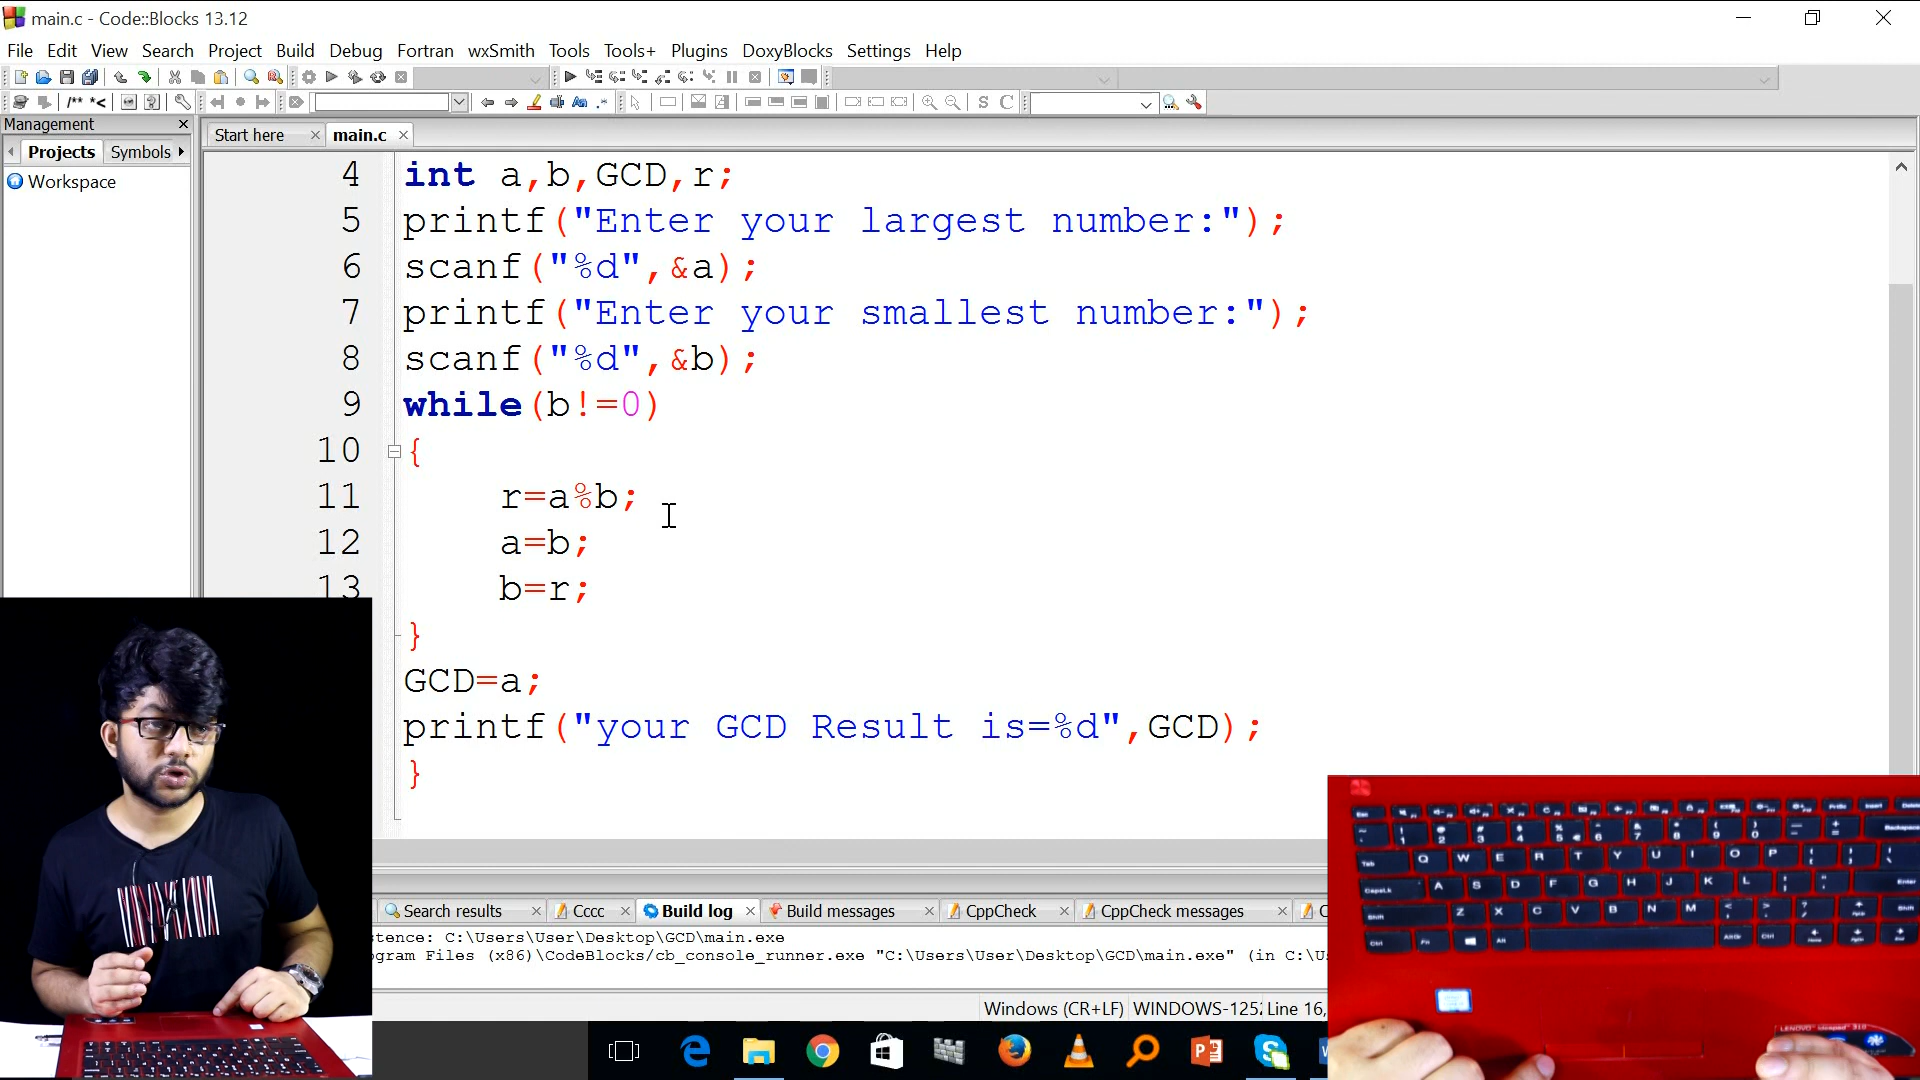 main.c - Code::Blocks 13.12
File Edit View Search Project Build Debug Fortran wxSmith Tools Tools+ Plugins DoxyBlocks Settings Help
/** *<
S C
Management
Projects Symbols
Workspace
Start here main.c
4 int a,b,GCD,r;
5 printf("Enter your largest number:");
6 scanf("%d",&a);
7 printf("Enter your smallest number:");
8 scanf("%d",&b);
9 while(b!=0)
10 {
11 r=a%b;
12 a=b;
13 b=r;
}
GCD=a;
printf("your GCD Result is=%d",GCD);
}
Search results Cccc Build log Build messages CppCheck CppCheck messages C
stence: C:\Users\User\Desktop\GCD\main.exe
ogram Files (x86)\CodeBlocks/cb_console_runner.exe "C:\Users\User\Desktop\GCD\main.exe" (in C:\U
Windows (CR+LF) WINDOWS-125 Line 16,
Q W E R T Y U I O P
A S D F G H J K L
Z X C V B N M